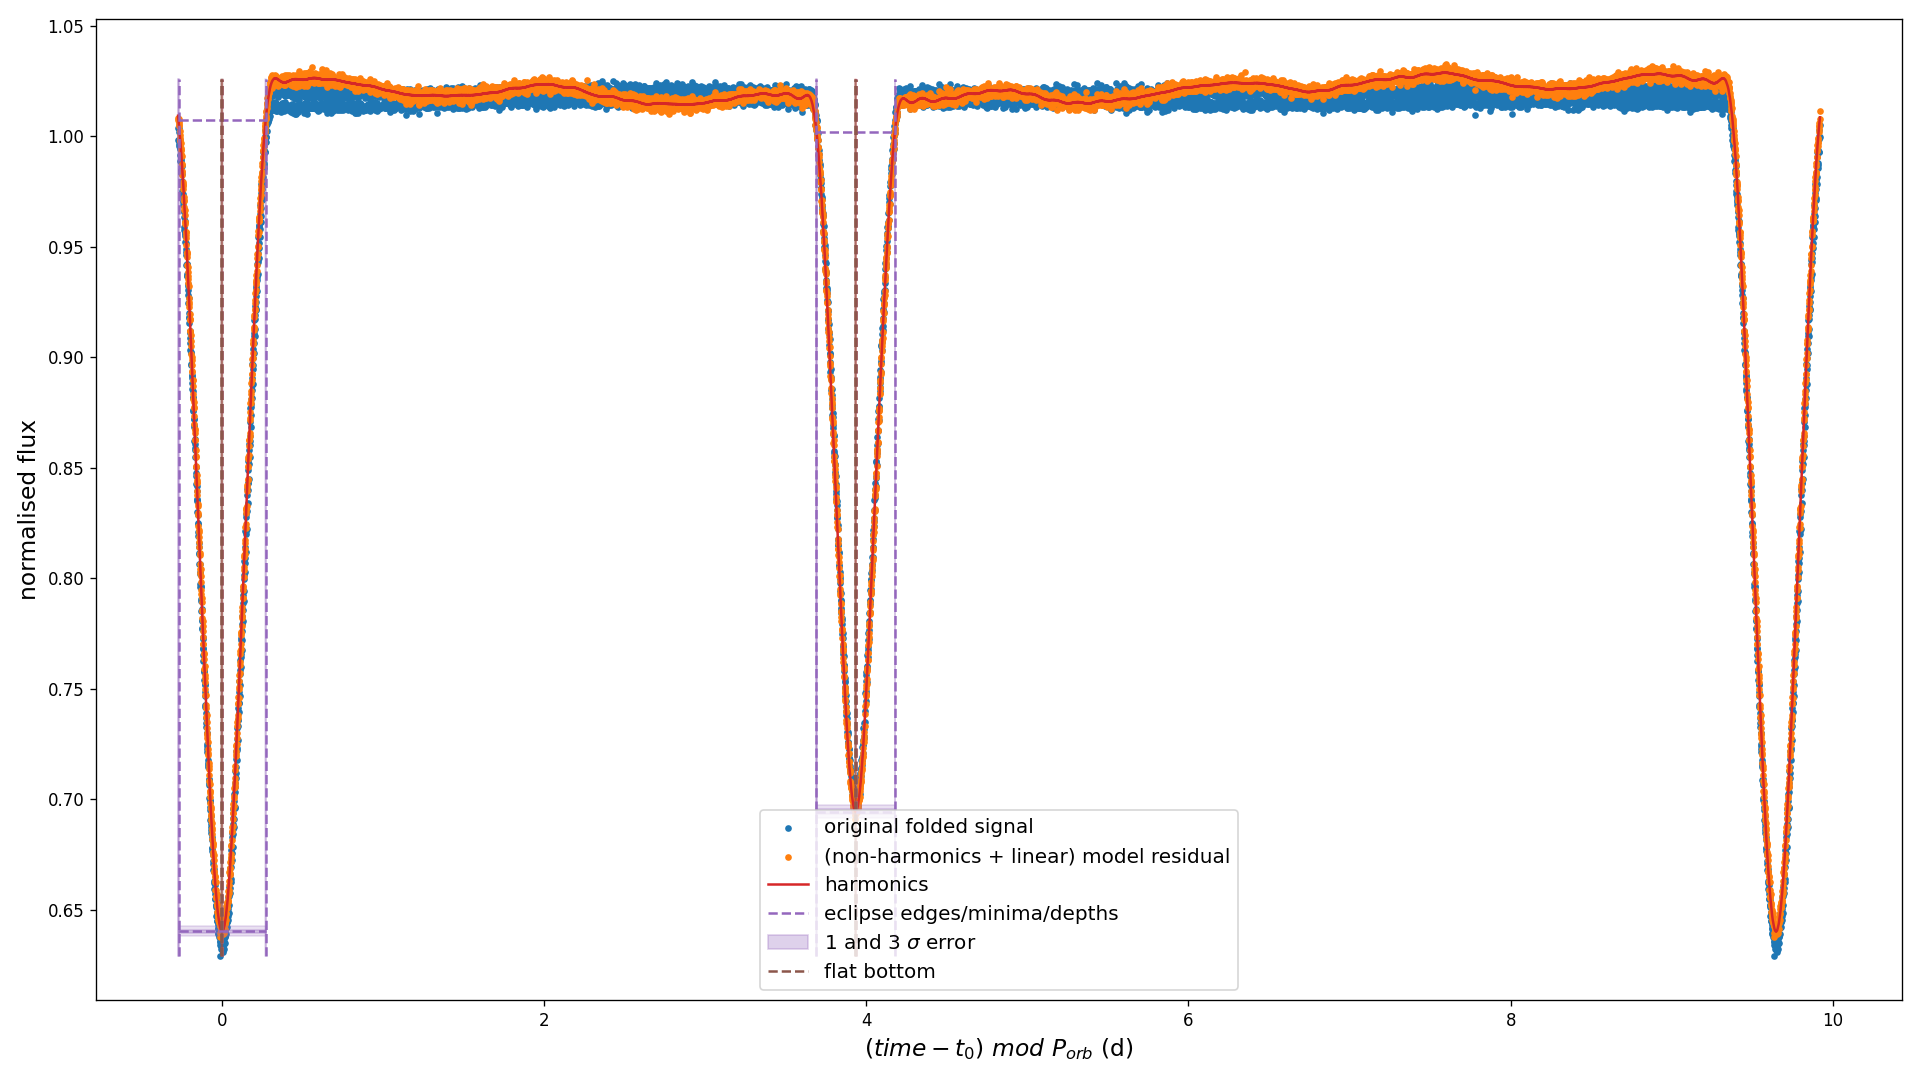 1.05
1.00
0.95
0.90
0.85
0.80
0.75
0.70
0.65
normalised flux
original folded signal
(non-harmonics + linear) model residual
harmonics
eclipse edges/minima/depths
1 and 3 σ error
flat bottom
0 2 4 6 8 10
(time − t₀) mod Pₒᵣᵦ (d)